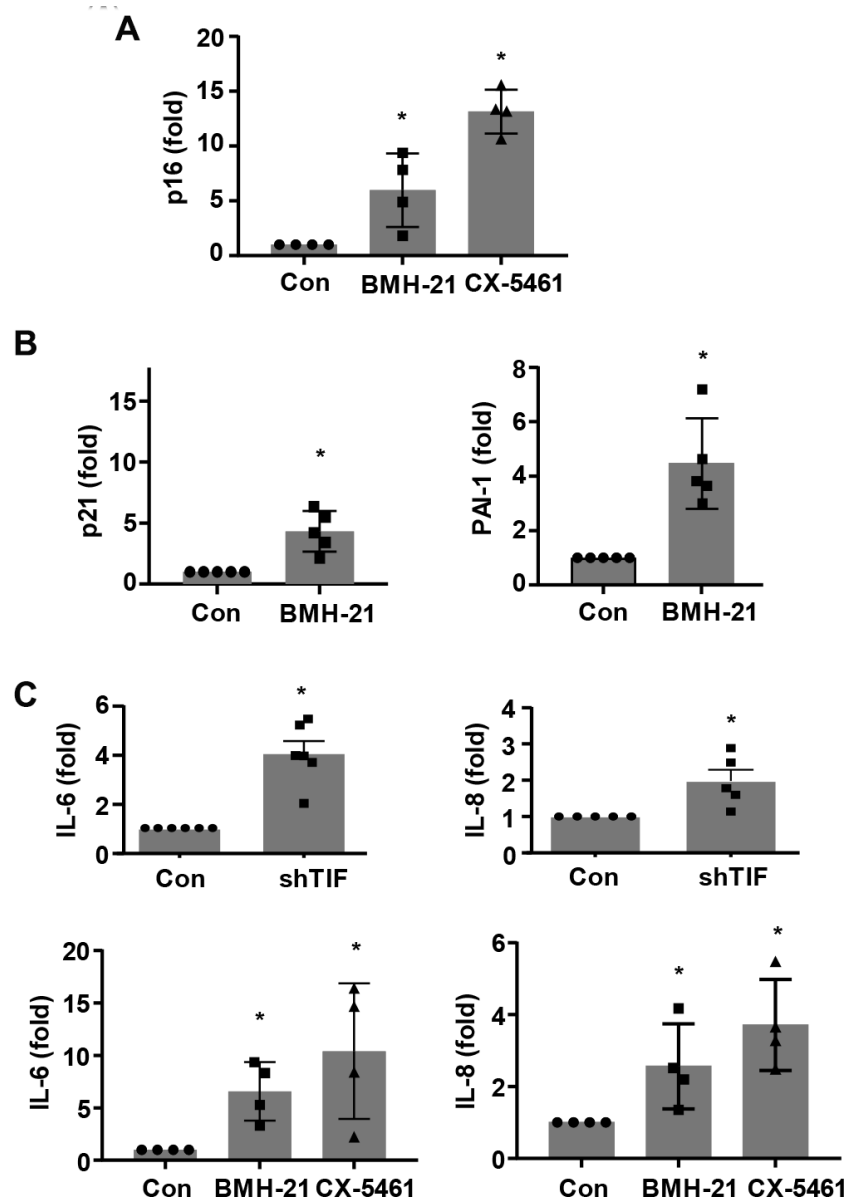 A
p16 (fold)
20
15
10
5
0
*
*
Con BMH-21 CX-5461
B
p21 (fold)
15
10
5
0
*
Con BMH-21
PAI-1 (fold)
8
6
4
2
0
*
Con BMH-21
C
IL-6 (fold)
6
4
2
0
*
Con shTIF
IL-8 (fold)
4
3
2
1
0
*
Con shTIF
IL-6 (fold)
20
15
10
5
0
*
*
Con BMH-21 CX-5461
IL-8 (fold)
6
4
2
0
*
*
Con BMH-21 CX-5461